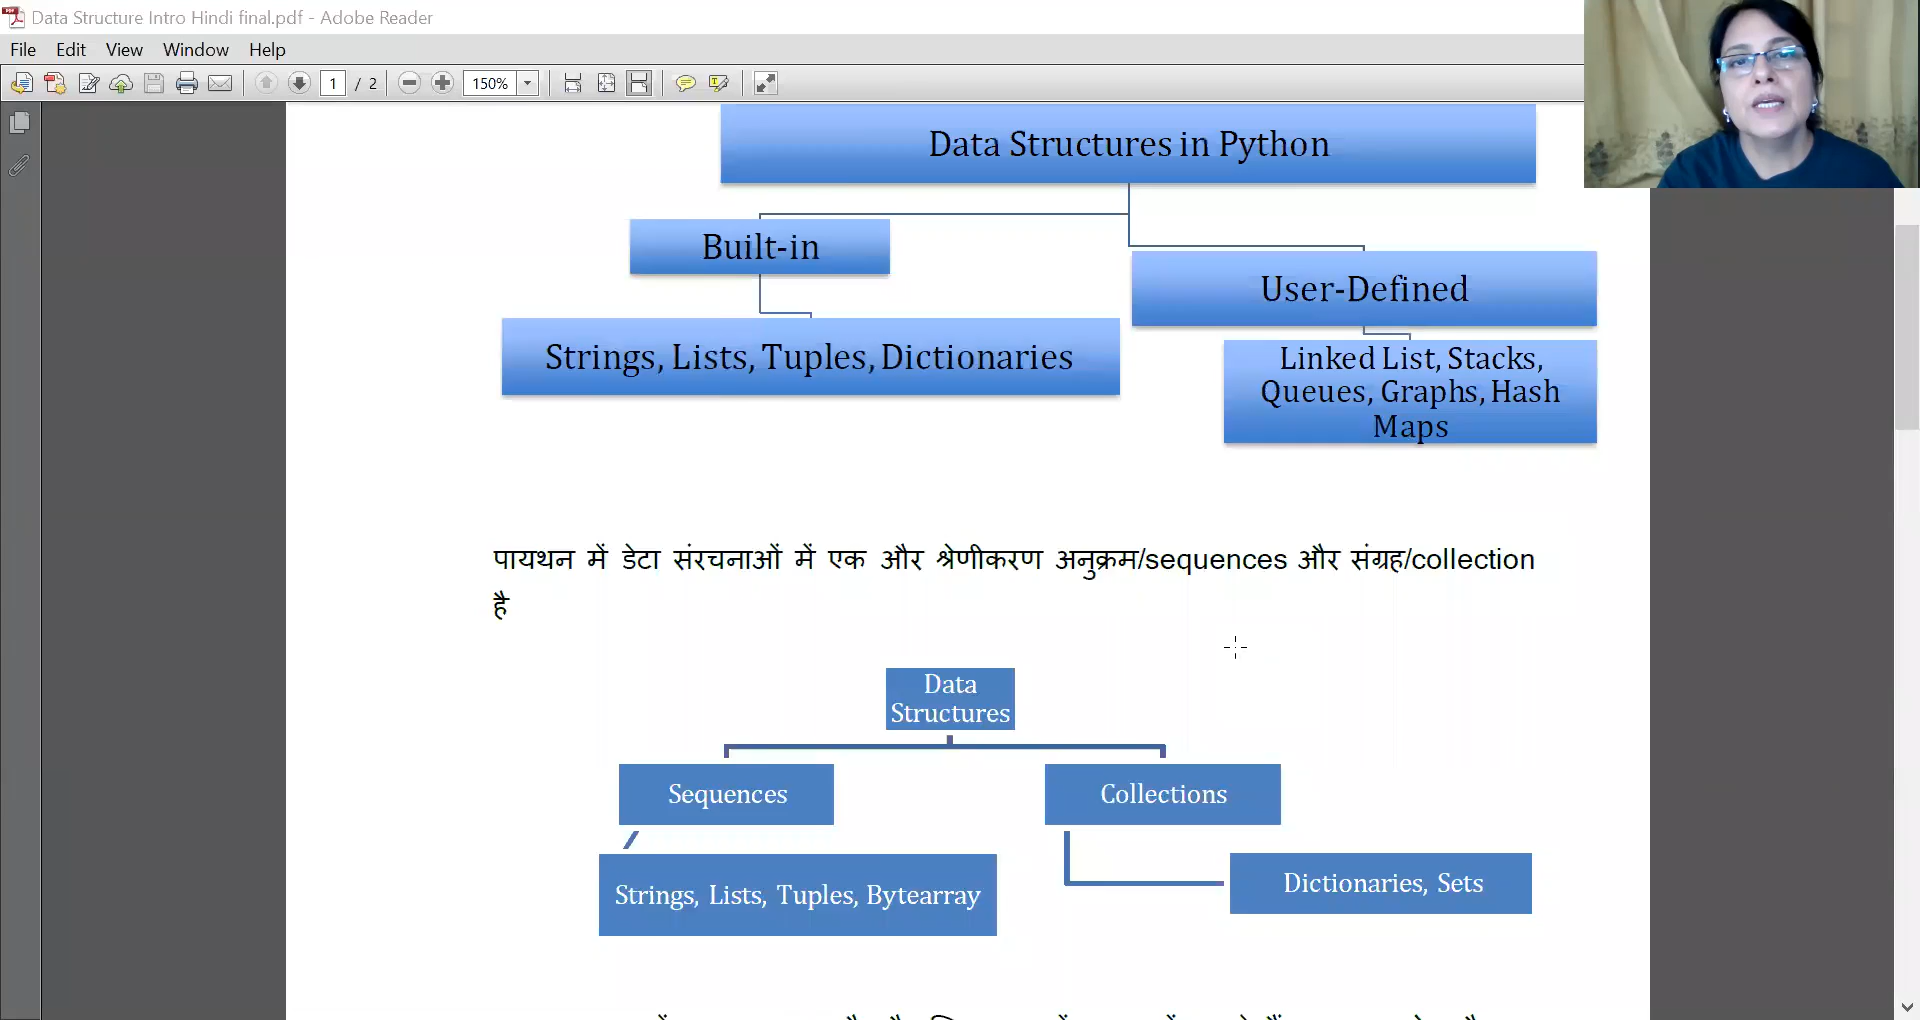 Data Structure Intro Hindi final.pdf - Adobe Reader
File Edit View Window Help
1 / 2 150%
Data Structures in Python
Built-in
User-Defined
Strings, Lists, Tuples, Dictionaries
Linked List, Stacks,
Queues, Graphs, Hash
Maps
पायथन में डेटा संरचनाओं में एक और श्रेणीकरण अनुक्रम/sequences और संग्रह/collection
है
Data
Structures
Sequences
Collections
Strings, Lists, Tuples, Bytearray
Dictionaries, Sets